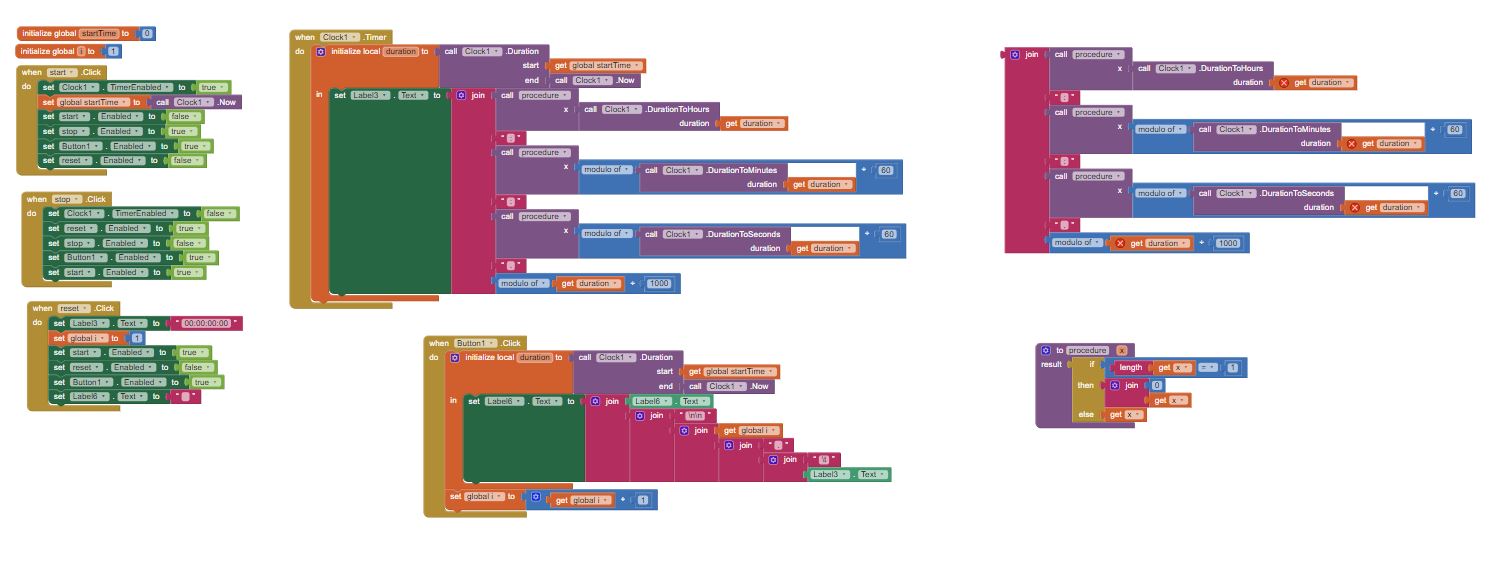 initialize global startTime to 0
initialize global i to 1
when start .Click
do set Clock1 . TimerEnabled to true
set global startTime to call Clock1 .Now
set start . Enabled to false
set stop . Enabled to true
set Button1 . Enabled to true
set reset . Enabled to false
when stop .Click
do set Clock1 . TimerEnabled to false
set reset . Enabled to true
set stop . Enabled to false
set Button1 . Enabled to true
set start . Enabled to true
when reset .Click
do set Label3 . Text to " 00:00:00:00 "
set global i to 1
set start . Enabled to true
set reset . Enabled to false
set Button1 . Enabled to true
set Label6 . Text to " "
when Clock1 .Timer
do initialize local duration to call Clock1 .Duration
start get global startTime
end call Clock1 .Now
in set Label3 . Text to join call procedure
x call Clock1 .DurationToHours
duration get duration
" : "
call procedure
x modulo of call Clock1 .DurationToMinutes ÷ 60
duration get duration
" : "
call procedure
x modulo of call Clock1 .DurationToSeconds ÷ 60
duration get duration
" : "
modulo of get duration ÷ 1000
when Button1 .Click
do initialize local duration to call Clock1 .Duration
start get global startTime
end call Clock1 .Now
in set Label6 . Text to join Label6 . Text
join " \n\n "
join get global i
join " . "
join
Label3 . Text
set global i to get global i + 1
join call procedure
x call Clock1 .DurationToHours
duration get duration
" : "
call procedure
x modulo of call Clock1 .DurationToMinutes ÷ 60
duration get duration
" : "
call procedure
x modulo of call Clock1 .DurationToSeconds ÷ 60
duration get duration
" : "
modulo of get duration ÷ 1000
to procedure x
result if length get x = 1
then join 0
get x
else get x